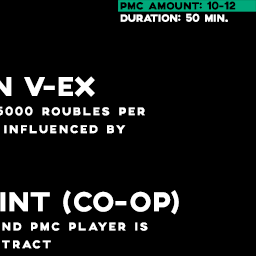 PMC AMOUNT: 10-12
DURATION: 50 MIN.
N V-EX
5000 ROUBLES PER
INFLUENCED BY
INT (CO-OP)
ND PMC PLAYER IS
TRACT